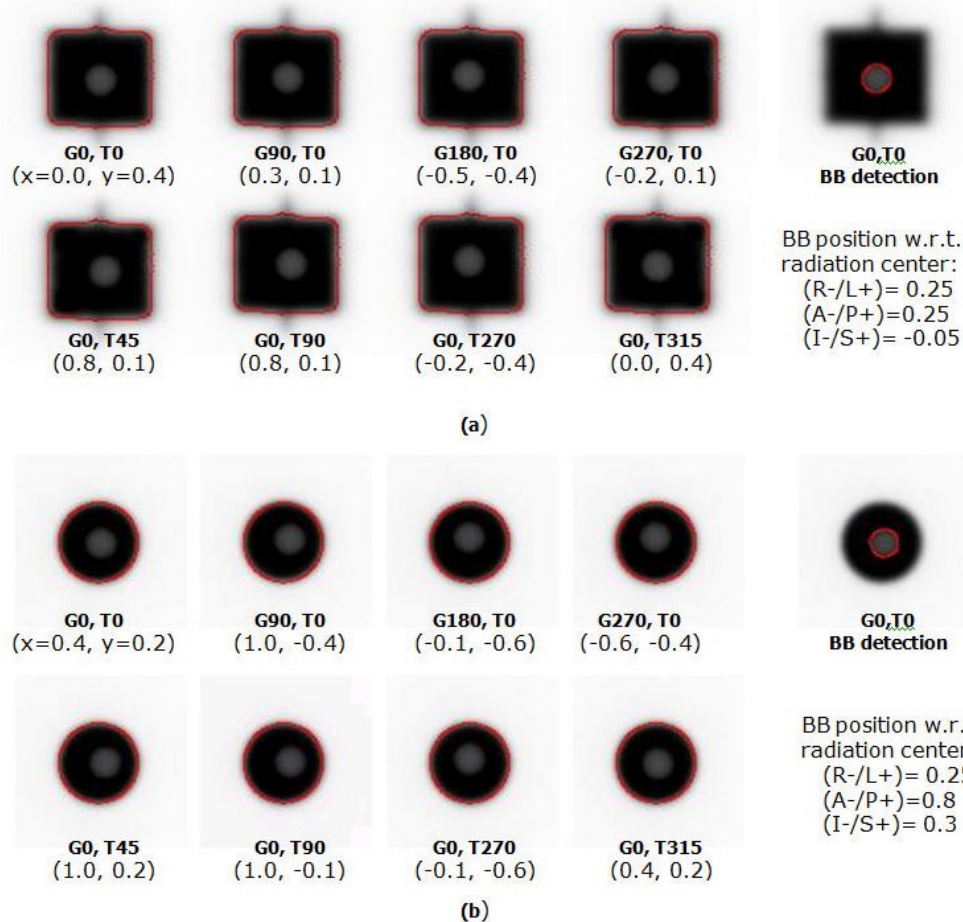 G0, T0
(x=0.0, y=0.4)
G90, T0
(0.3, 0.1)
G180, T0
(-0.5, -0.4)
G270, T0
(-0.2, 0.1)
G0,T0
BB detection
G0, T45
(0.8, 0.1)
G0, T90
(0.8, 0.1)
G0, T270
(-0.2, -0.4)
G0, T315
(0.0, 0.4)
BB position w.r.t.
radiation center:
(R-/L+)= 0.25
(A-/P+)=0.25
(I-/S+)= -0.05
(a)
G0, T0
(x=0.4, y=0.2)
G90, T0
(1.0, -0.4)
G180, T0
(-0.1, -0.6)
G270, T0
(-0.6, -0.4)
G0,T0
BB detection
G0, T45
(1.0, 0.2)
G0, T90
(1.0, -0.1)
G0, T270
(-0.1, -0.6)
G0, T315
(0.4, 0.2)
BB position w.r.
radiation center
(R-/L+)= 0.25
(A-/P+)=0.8
(I-/S+)= 0.3
(b)